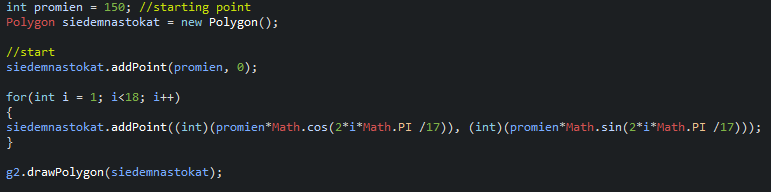 int promien = 150; //starting point
Polygon siedemnastokat = new Polygon();
//start
siedemnastokat.addPoint(promien, 0);
for(int i = 1; i<18; i++)
{
siedemnastokat.addPoint((int)(promien*Math.cos(2*i*Math.PI /17)), (int)(promien*Math.sin(2*i*Math.PI /17)));
}
g2.drawPolygon(siedemnastokat);